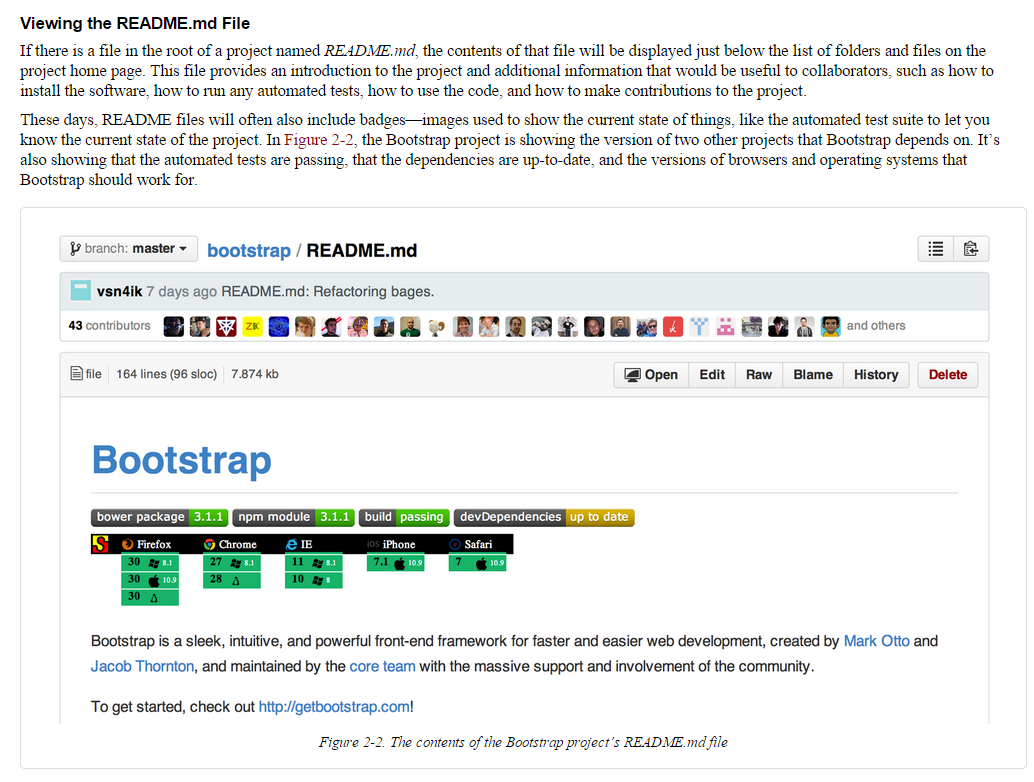 Viewing the README.md File
If there is a file in the root of a project named README.md, the contents of that file will be displayed just below the list of folders and files on the
project home page. This file provides an introduction to the project and additional information that would be useful to collaborators, such as how to
install the software, how to run any automated tests, how to use the code, and how to make contributions to the project.
These days, README files will often also include badges—images used to show the current state of things, like the automated test suite to let you
know the current state of the project. In Figure 2-2, the Bootstrap project is showing the version of two other projects that Bootstrap depends on. It’s
also showing that the automated tests are passing, that the dependencies are up-to-date, and the versions of browsers and operating systems that
Bootstrap should work for.
branch: master bootstrap / README.md
vsn4ik 7 days ago README.md: Refactoring bages.
43 contributors ZK and others
file 164 lines (96 sloc) 7.874 kb Open Edit Raw Blame History Delete
Bootstrap
bower package 3.1.1 npm module 3.1.1 build passing devDependencies up to date
S Firefox Chrome IE iOS iPhone Safari
30 8.1 27 8.1 11 8.1 7.1 10.9 7 10.9
30 10.9 28 10 8
30
Bootstrap is a sleek, intuitive, and powerful front-end framework for faster and easier web development, created by Mark Otto and
Jacob Thornton, and maintained by the core team with the massive support and involvement of the community.
To get started, check out http://getbootstrap.com!
Figure 2-2. The contents of the Bootstrap project’s README.md file